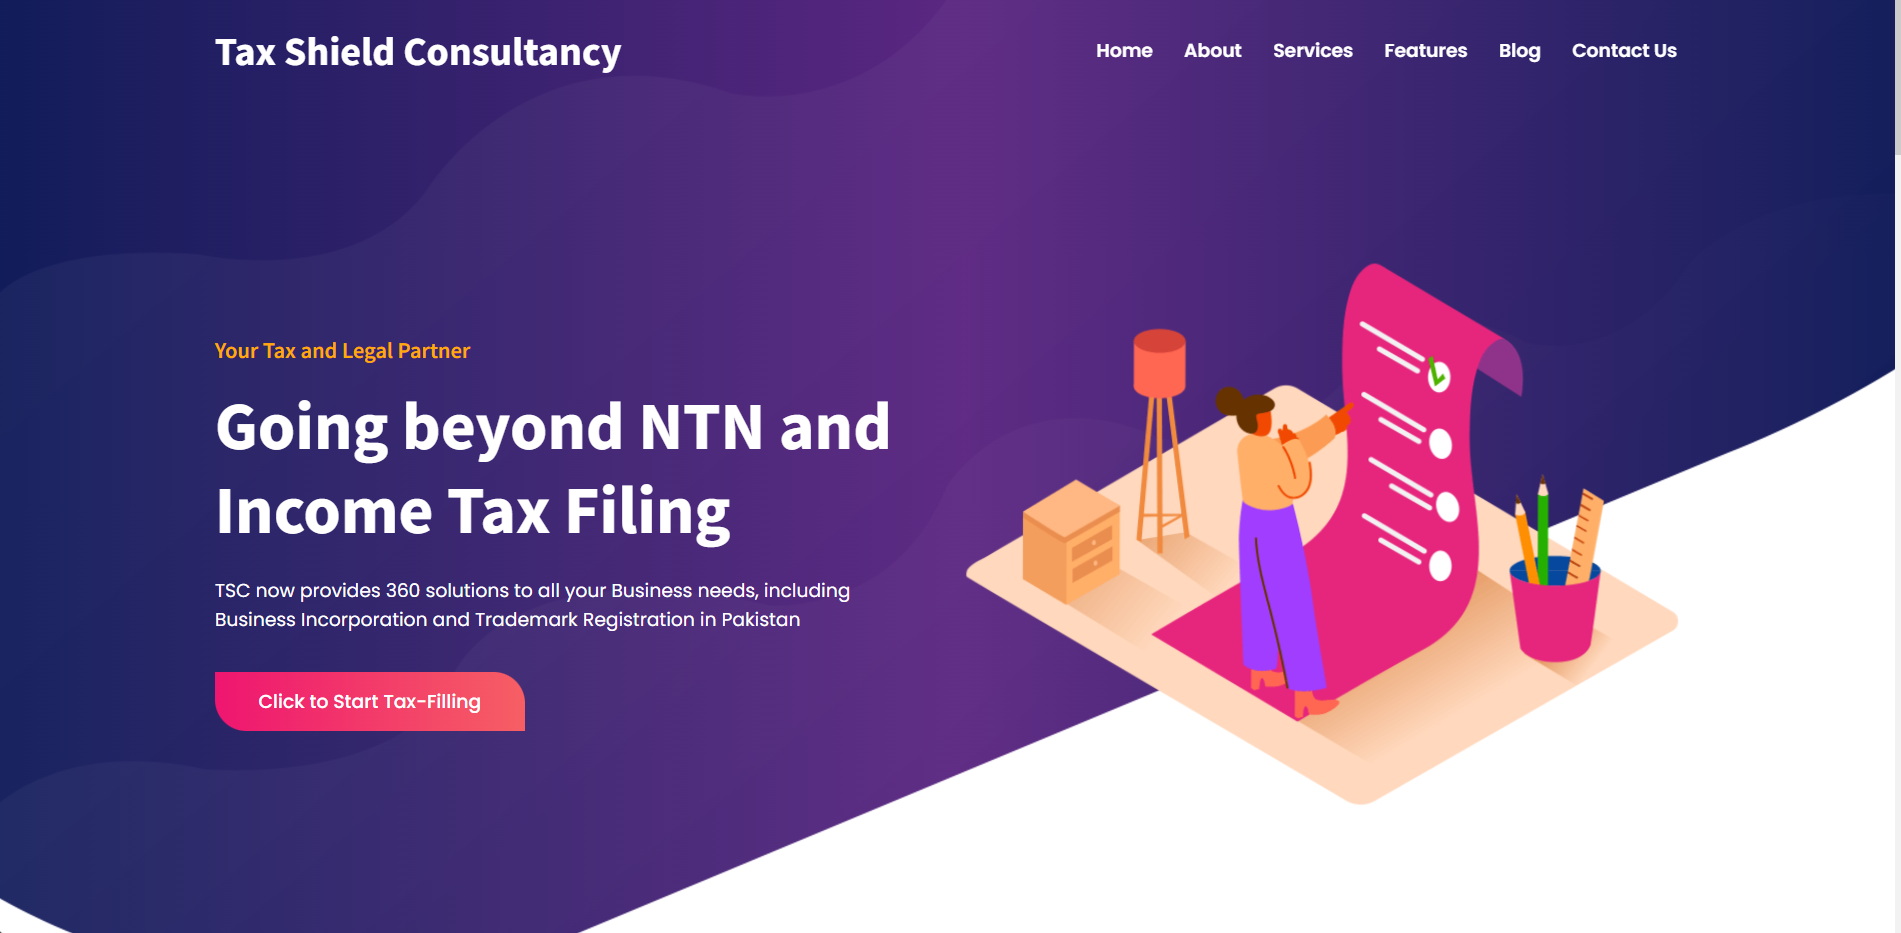 Tax Shield Consultancy
Home About Services Features Blog Contact Us
Your Tax and Legal Partner
Going beyond NTN and
Income Tax Filing
TSC now provides 360 solutions to all your Business needs, including
Business Incorporation and Trademark Registration in Pakistan
Click to Start Tax-Filling